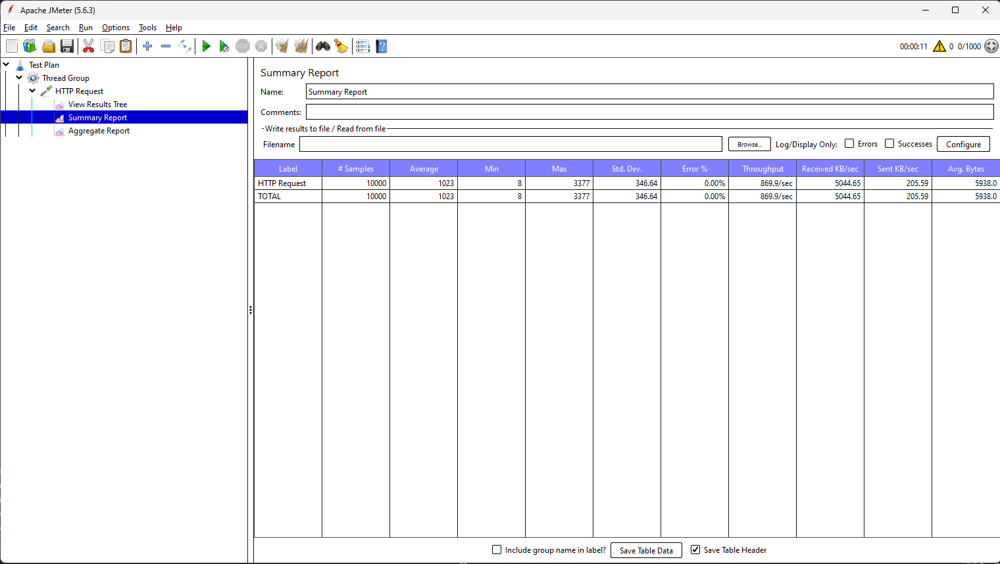 Apache JMeter (5.6.3)
File Edit Search Run Options Tools Help
STOP
00:00:11 0 0/1000
Test Plan
Thread Group
HTTP Request
View Results Tree
Summary Report
Aggregate Report
Summary Report
Name: Summary Report
Comments:
Write results to file / Read from file
Filename Browse... Log/Display Only: Errors Successes Configure
Label # Samples Average Min Max Std. Dev. Error % Throughput Received KB/sec Sent KB/sec Avg. Bytes
HTTP Request 10000 1023 8 3377 346.64 0.00% 869.9/sec 5044.65 205.59 5938.0
TOTAL 10000 1023 8 3377 346.64 0.00% 869.9/sec 5044.65 205.59 5938.0
Include group name in label? Save Table Data Save Table Header